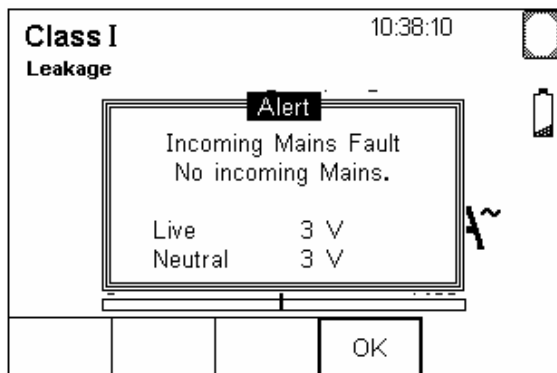 Class I
10:38:10
Leakage
Alert
Incoming Mains Fault
No incoming Mains.
Live 3 V
Neutral 3 V
OK